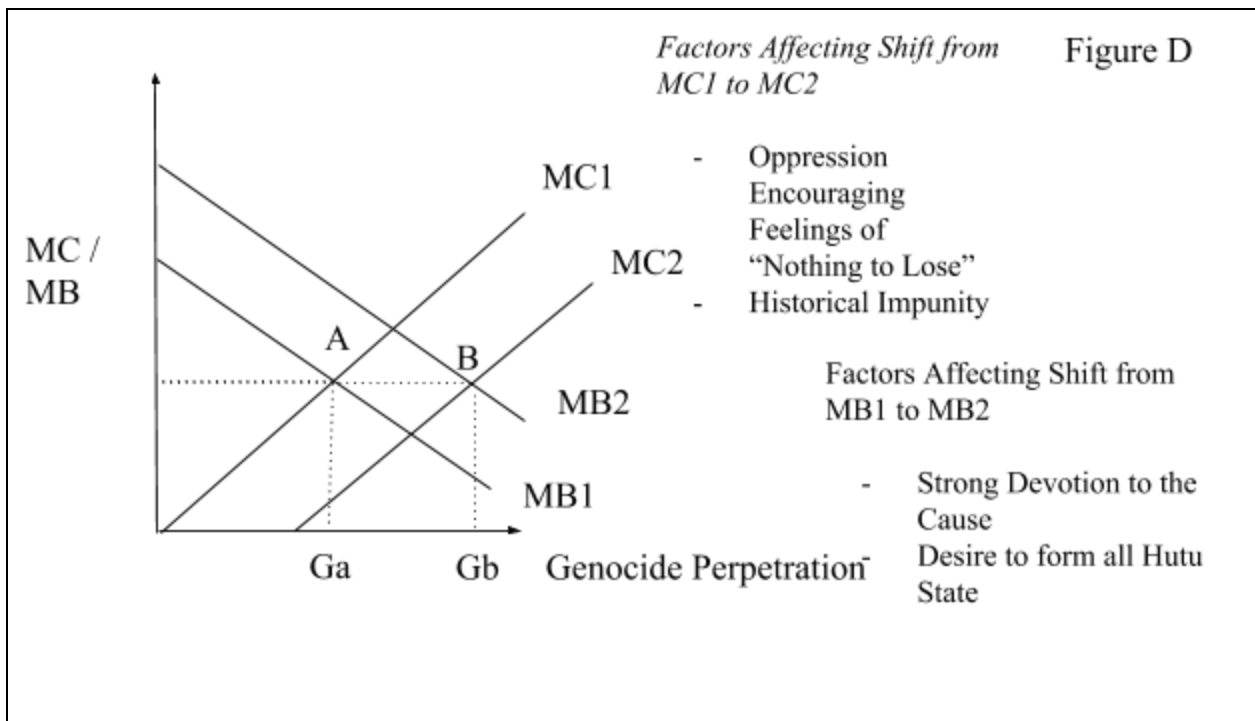 Factors Affecting Shift from
MC1 to MC2
Figure D
- Oppression
Encouraging
Feelings of
“Nothing to Lose”
- Historical Impunity
MC1
MC2
MC /
MB
A
B
MB2
MB1
Factors Affecting Shift from
MB1 to MB2
- Strong Devotion to the
Cause
- Desire to form all Hutu
State
Ga
Gb
Genocide Perpetration